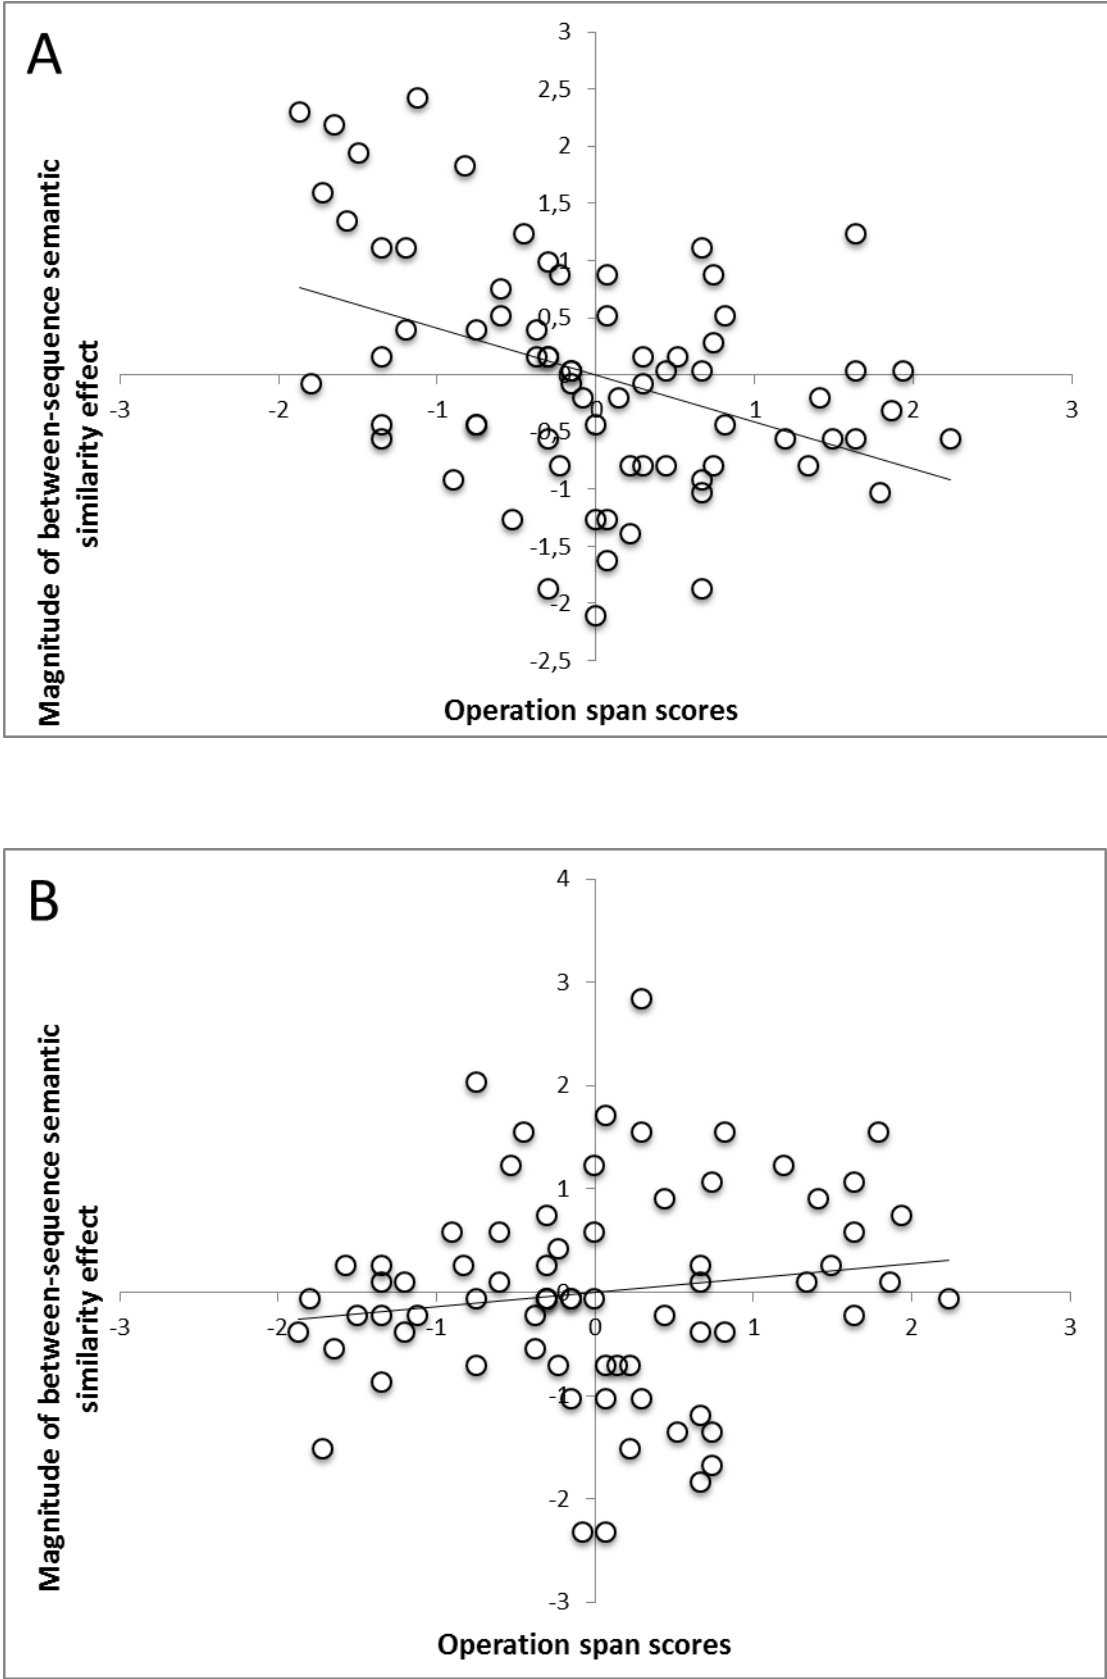 A
3
2,5
2
1,5
1
0,5
0
-3 -2 -1 1 2 3
-0,5
-1
-1,5
-2
-2,5
Magnitude of between-sequence semantic
similarity effect
Operation span scores
B
4
3
2
1
0
-3 -2 -1 0 1 2 3
-1
-2
-3
Magnitude of between-sequence semantic
similarity effect
Operation span scores